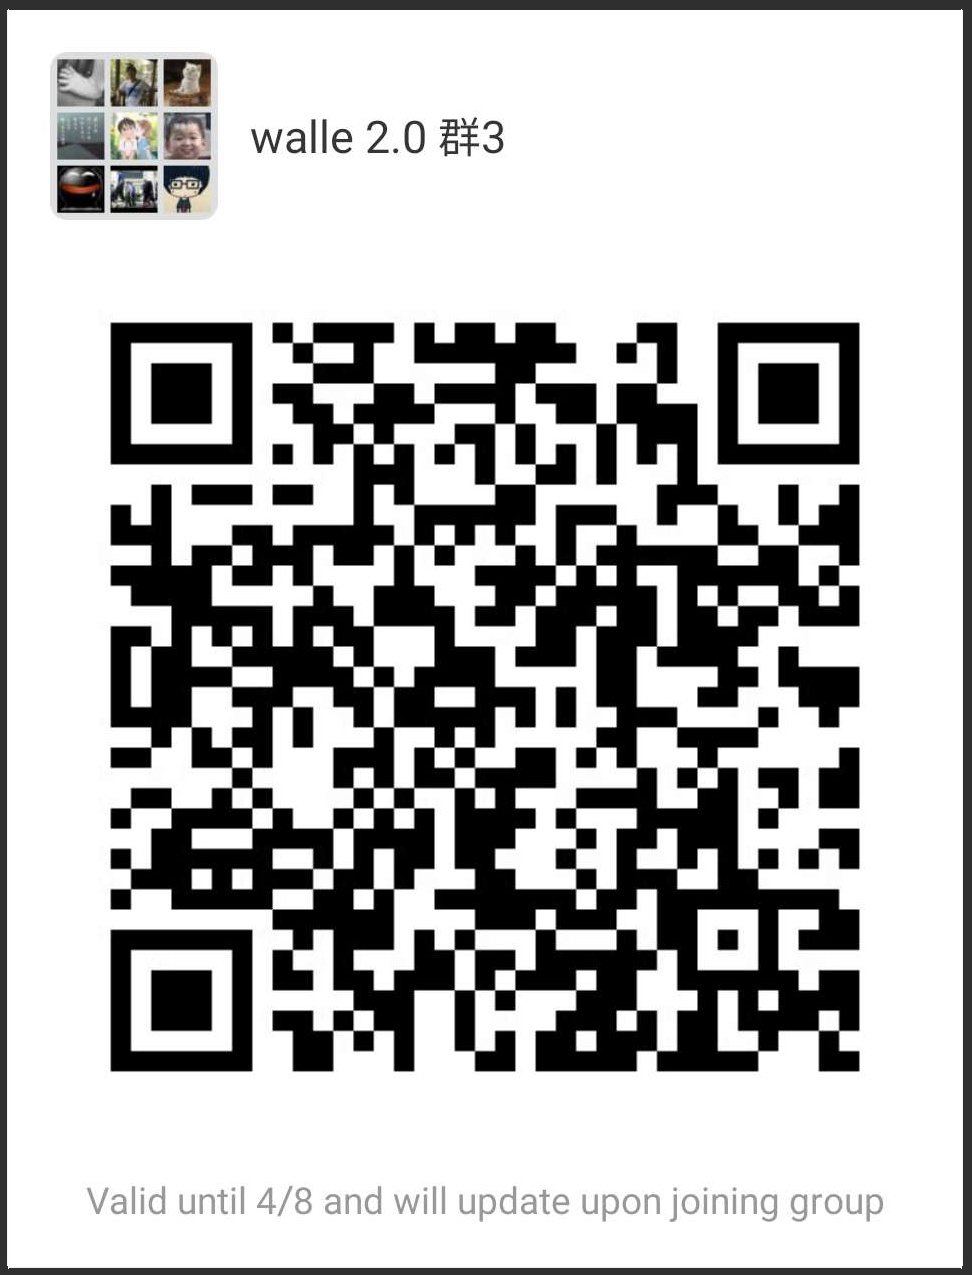 walle 2.0 群3
Valid until 4/8 and will update upon joining group